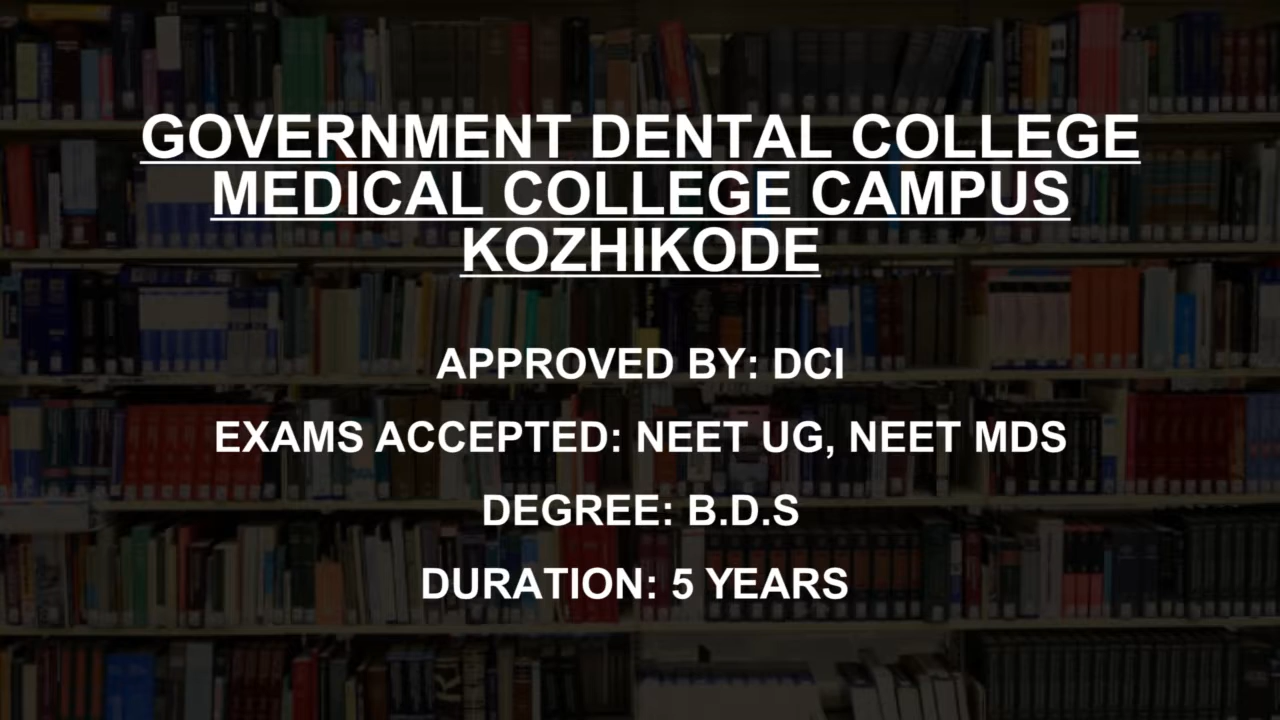 GOVERNMENT DENTAL COLLEGE
MEDICAL COLLEGE CAMPUS
KOZHIKODE
APPROVED BY: DCI
EXAMS ACCEPTED: NEET UG, NEET MDS
DEGREE: B.D.S
DURATION: 5 YEARS